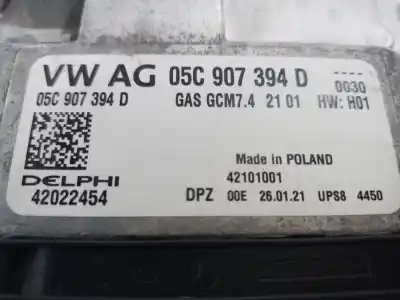 VW AG 05C 907 394 D ----
0030
05C 907 394 D GAS GCM7.4 21 01 HW: H01
Made in POLAND
42101001
DELPHI
42022454 DPZ 00E 26.01.21 UPS8 4450